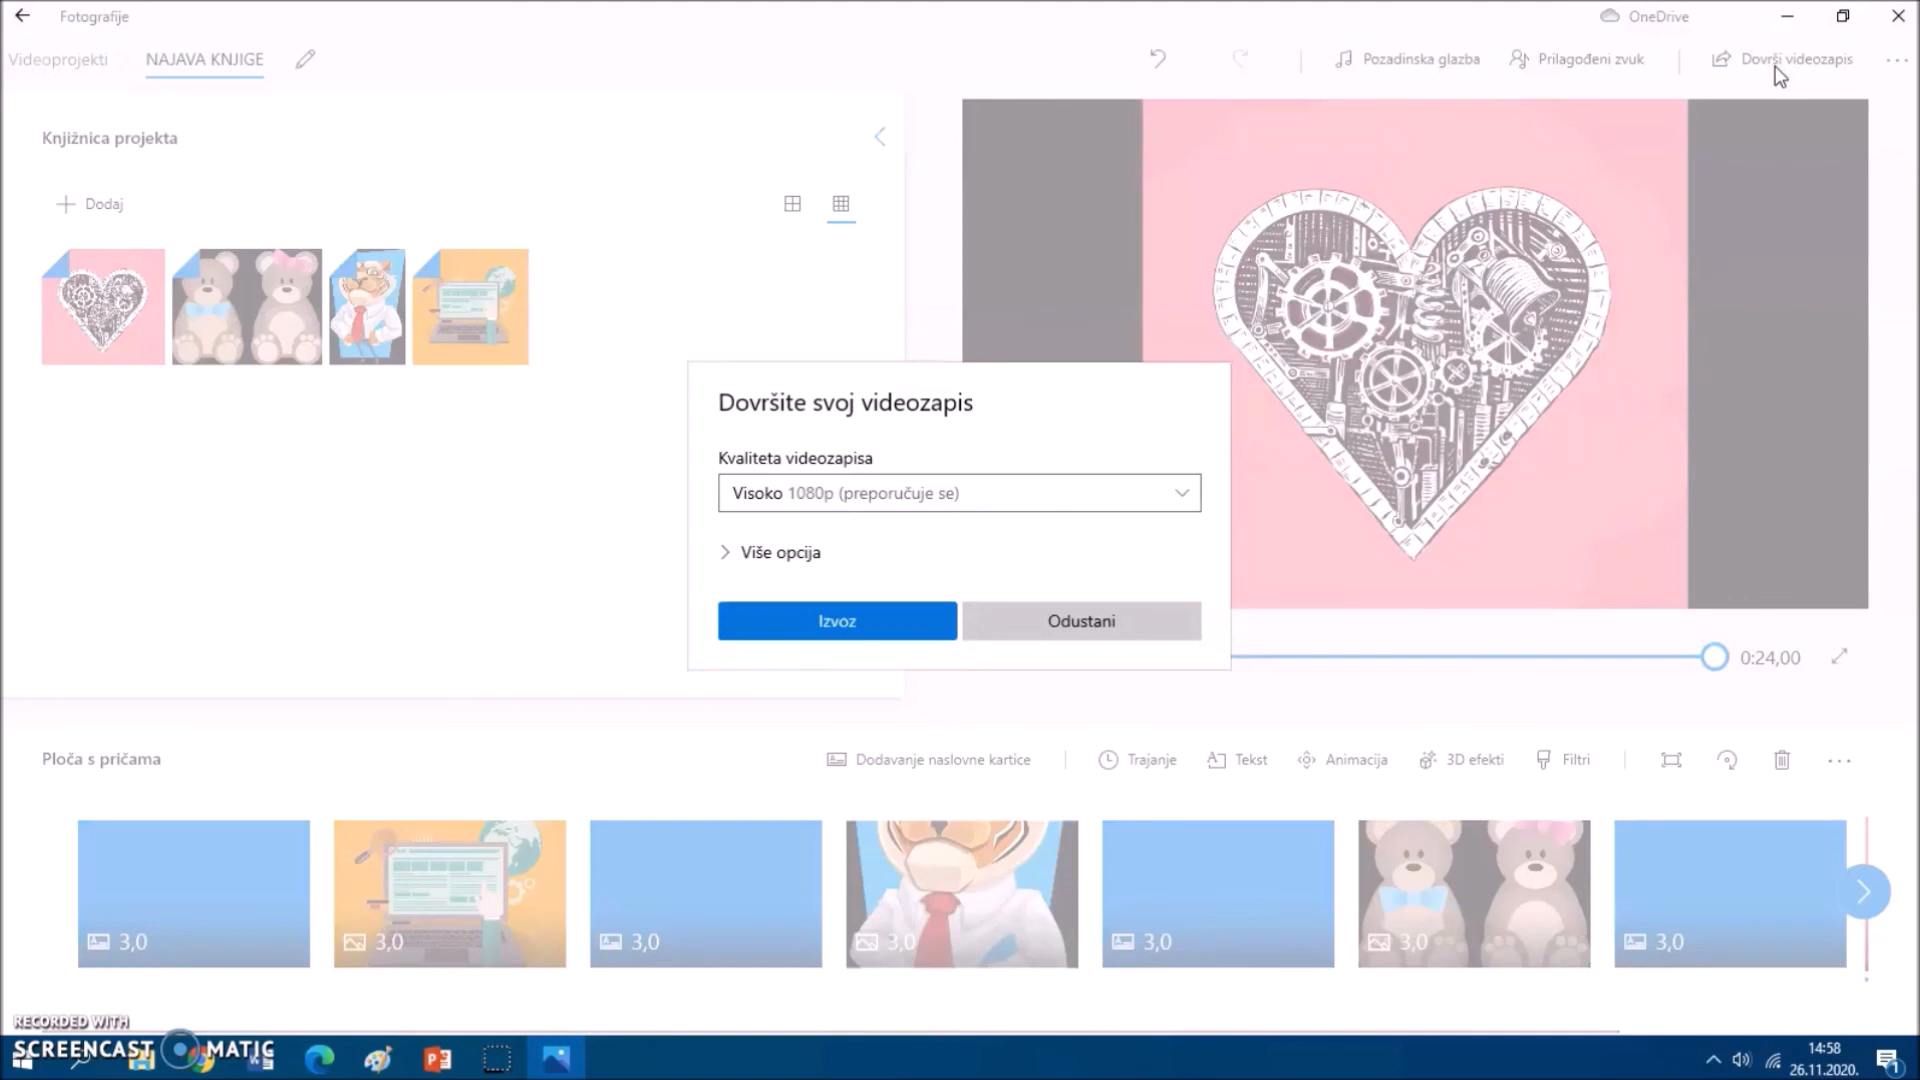 Fotografije
OneDrive
Videoprojekti
NAJAVA KNJIGE
Pozadinska glazba
Prilagođeni zvuk
Dovrši videozapis
Knjižnica projekta
Dodaj
Dovršite svoj videozapis
Kvaliteta videozapisa
Visoko 1080p (preporučuje se)
Više opcija
Izvoz
Odustani
0:24,00
Ploča s pričama
Dodavanje naslovne kartice
Trajanje
Tekst
Animacija
3D efekti
Filtri
3,0
3,0
3,0
3,0
3,0
3,0
3,0
RECORDED WITH
SCREENCAST MATIC
14:58
26.11.2020.
1